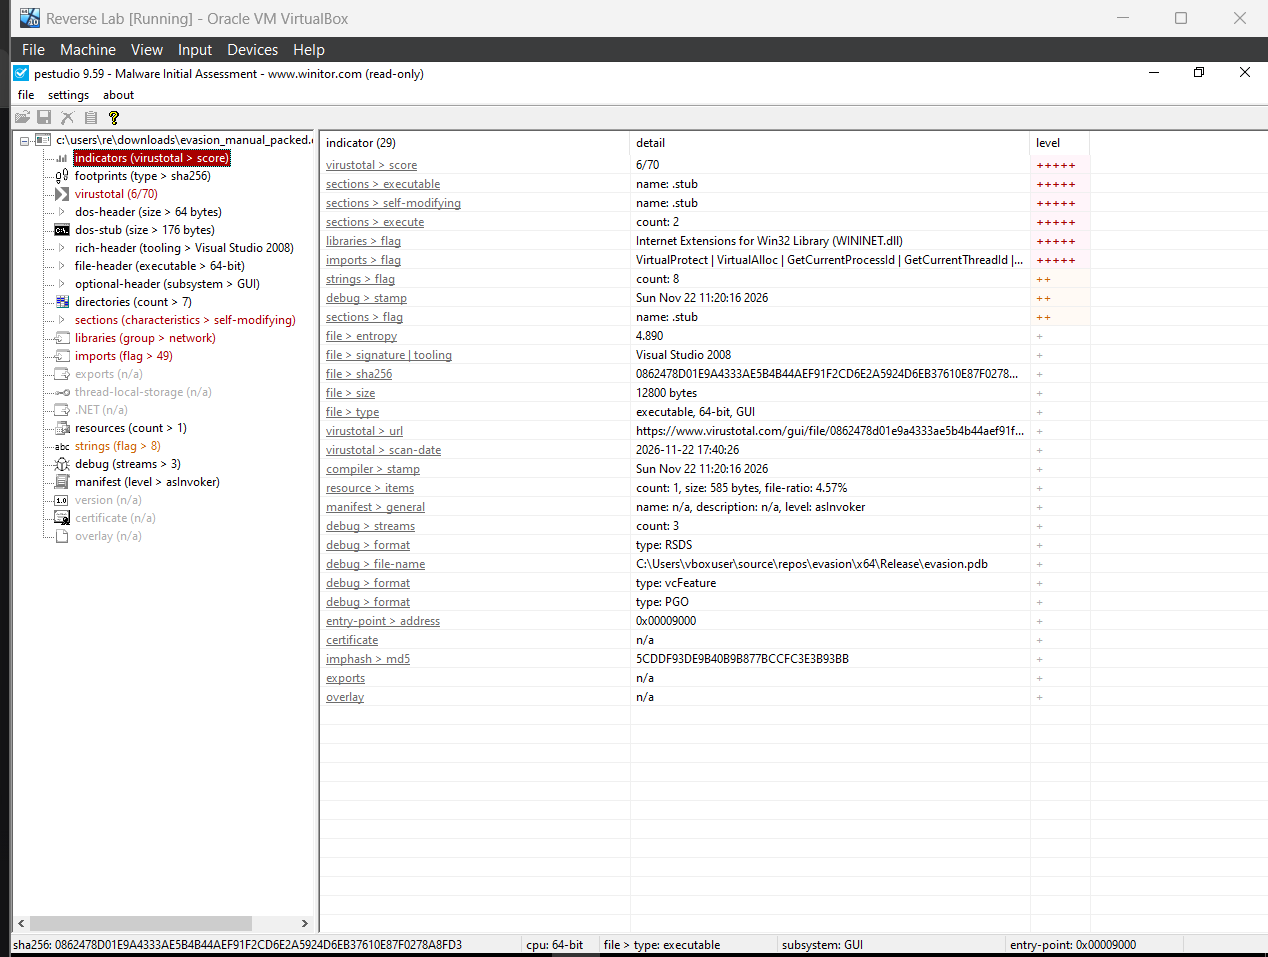 Reverse Lab [Running] - Oracle VM VirtualBox
File Machine View Input Devices Help
pestudio 9.59 - Malware Initial Assessment - www.winitor.com (read-only)
file settings about
c:\users\re\downloads\evasion_manual_packed.
indicators (virustotal > score)
footprints (type > sha256)
virustotal (6/70)
dos-header (size > 64 bytes)
dos-stub (size > 176 bytes)
rich-header (tooling > Visual Studio 2008)
file-header (executable > 64-bit)
optional-header (subsystem > GUI)
directories (count > 7)
sections (characteristics > self-modifying)
libraries (group > network)
imports (flag > 49)
exports (n/a)
thread-local-storage (n/a)
.NET (n/a)
resources (count > 1)
abc strings (flag > 8)
debug (streams > 3)
manifest (level > asInvoker)
1.0 version (n/a)
certificate (n/a)
overlay (n/a)
indicator (29) detail level
virustotal > score 6/70 +++++
sections > executable name: .stub +++++
sections > self-modifying name: .stub +++++
sections > execute count: 2 +++++
libraries > flag Internet Extensions for Win32 Library (WININET.dll) +++++
imports > flag VirtualProtect | VirtualAlloc | GetCurrentProcessId | GetCurrentThreadId |... +++++
strings > flag count: 8 ++
debug > stamp Sun Nov 22 11:20:16 2026 ++
sections > flag name: .stub ++
file > entropy 4.890 +
file > signature | tooling Visual Studio 2008 +
file > sha256 0862478D01E9A4333AE5B4B44AEF91F2CD6E2A5924D6EB37610E87F0278... +
file > size 12800 bytes +
file > type executable, 64-bit, GUI +
virustotal > url https://www.virustotal.com/gui/file/0862478d01e9a4333ae5b4b44aef91f... +
virustotal > scan-date 2026-11-22 17:40:26 +
compiler > stamp Sun Nov 22 11:20:16 2026 +
resource > items count: 1, size: 585 bytes, file-ratio: 4.57% +
manifest > general name: n/a, description: n/a, level: asInvoker +
debug > streams count: 3 +
debug > format type: RSDS +
debug > file-name C:\Users\vboxuser\source\repos\evasion\x64\Release\evasion.pdb +
debug > format type: vcFeature +
debug > format type: PGO +
entry-point > address 0x00009000 +
certificate n/a +
imphash > md5 5CDDF93DE9B40B9B877BCCFC3E3B93BB +
exports n/a +
overlay n/a +
sha256: 0862478D01E9A4333AE5B4B44AEF91F2CD6E2A5924D6EB37610E87F0278A8FD3 cpu: 64-bit file > type: executable subsystem: GUI entry-point: 0x00009000